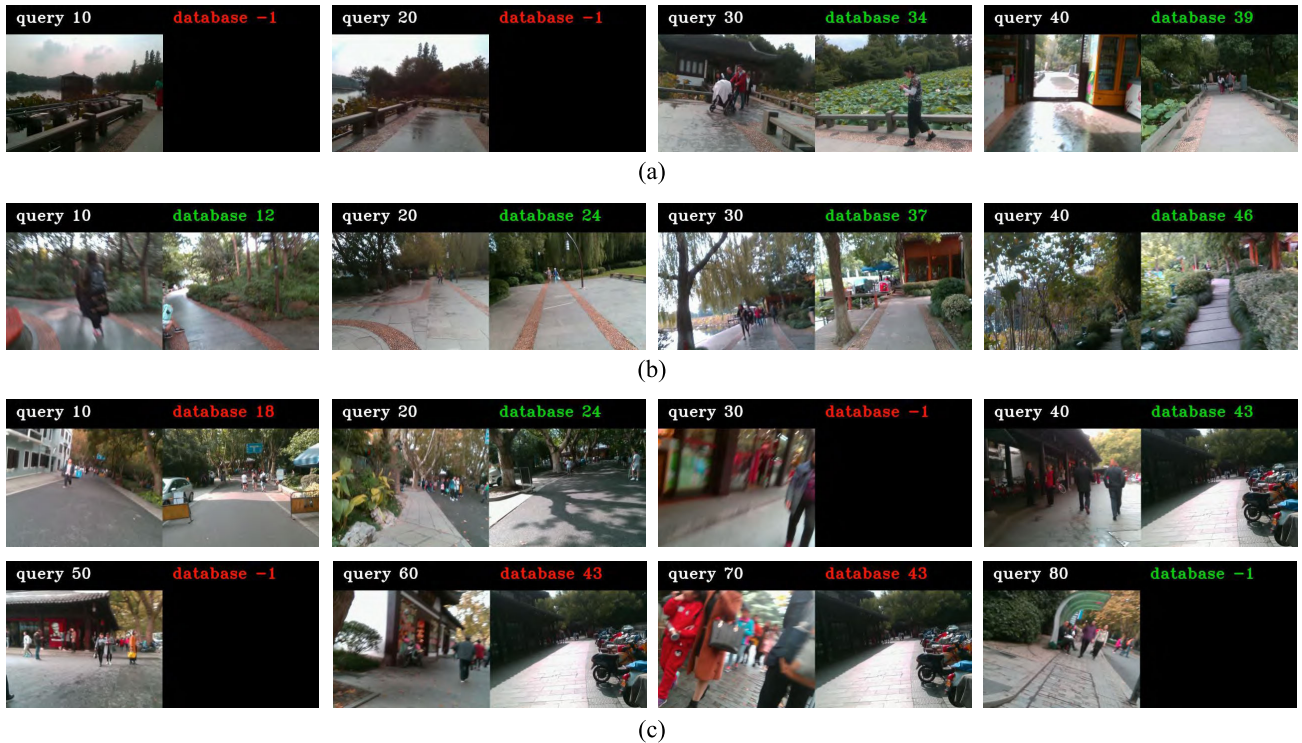 query 10 database -1 query 20 database -1 query 30 database 34 query 40 database 39
(a)
query 10 database 12 query 20 database 24 query 30 database 37 query 40 database 46
(b)
query 10 database 18 query 20 database 24 query 30 database -1 query 40 database 43
query 50 database -1 query 60 database 43 query 70 database 43 query 80 database -1
(c)